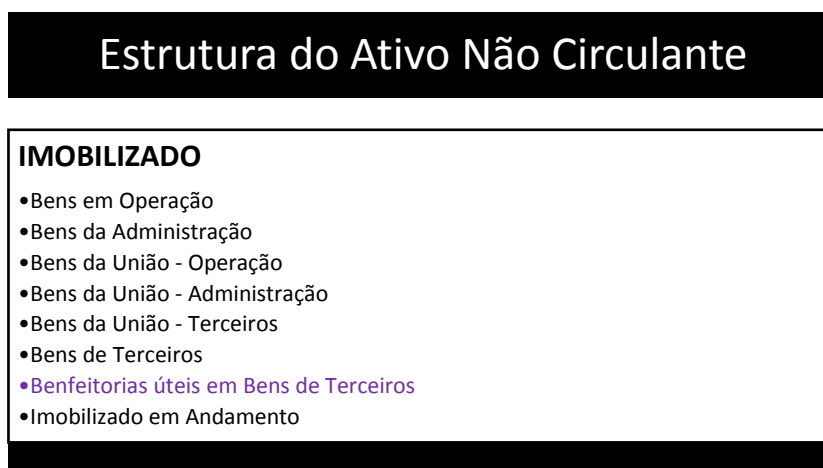 Estrutura do Ativo Não Circulante
IMOBILIZADO
•Bens em Operação
•Bens da Administração
•Bens da União - Operação
•Bens da União - Administração
•Bens da União - Terceiros
•Bens de Terceiros
•Benfeitorias úteis em Bens de Terceiros
•Imobilizado em Andamento